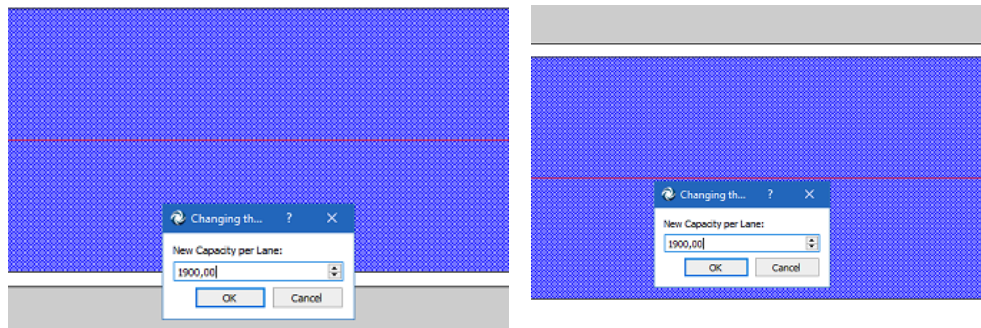 Changing th... ? ×
New Capacity per Lane:
1900,00
OK Cancel
Changing th... ? ×
New Capacity per Lane:
1900,00
OK Cancel